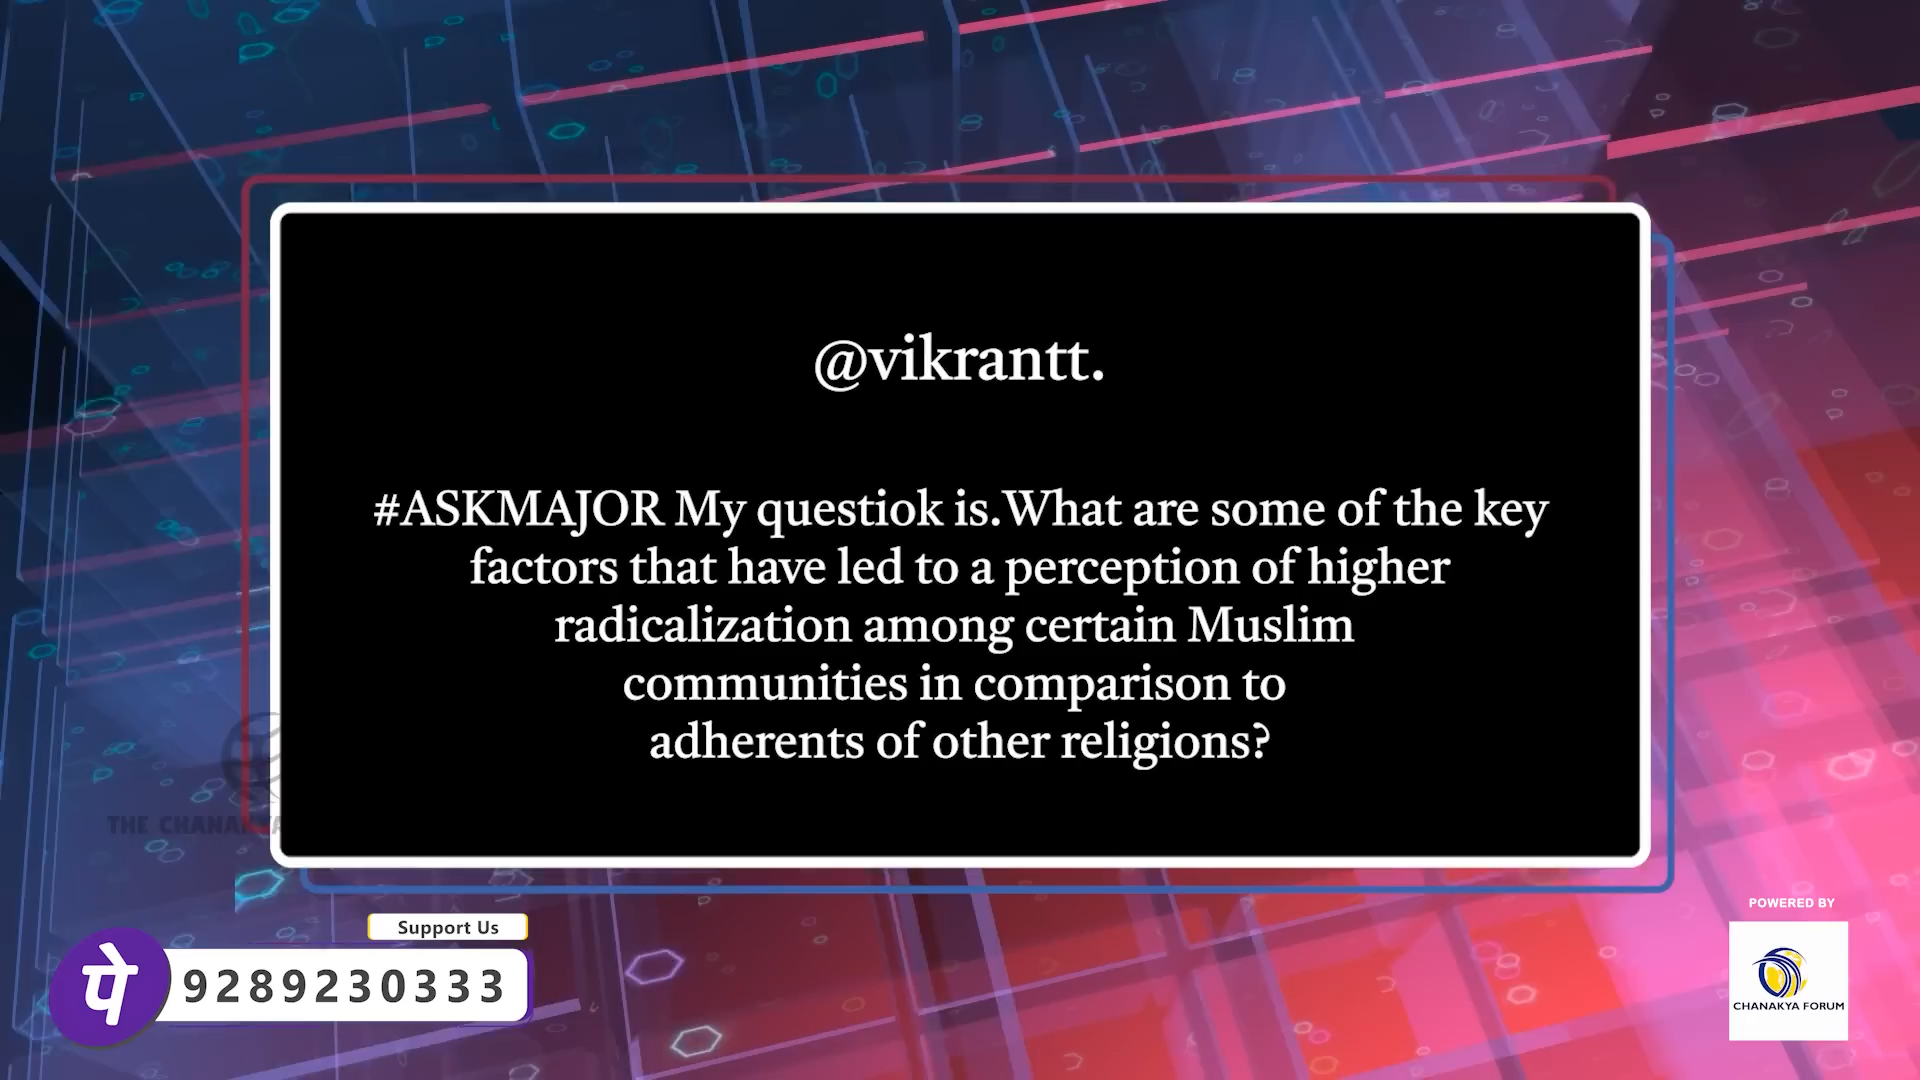 @vikrantt.
#ASKMAJOR My questiok is.What are some of the key
factors that have led to a perception of higher
radicalization among certain Muslim
communities in comparison to
adherents of other religions?
THE CHANAKYA
Support Us
पे 9289230333
POWERED BY
CHANAKYA FORUM